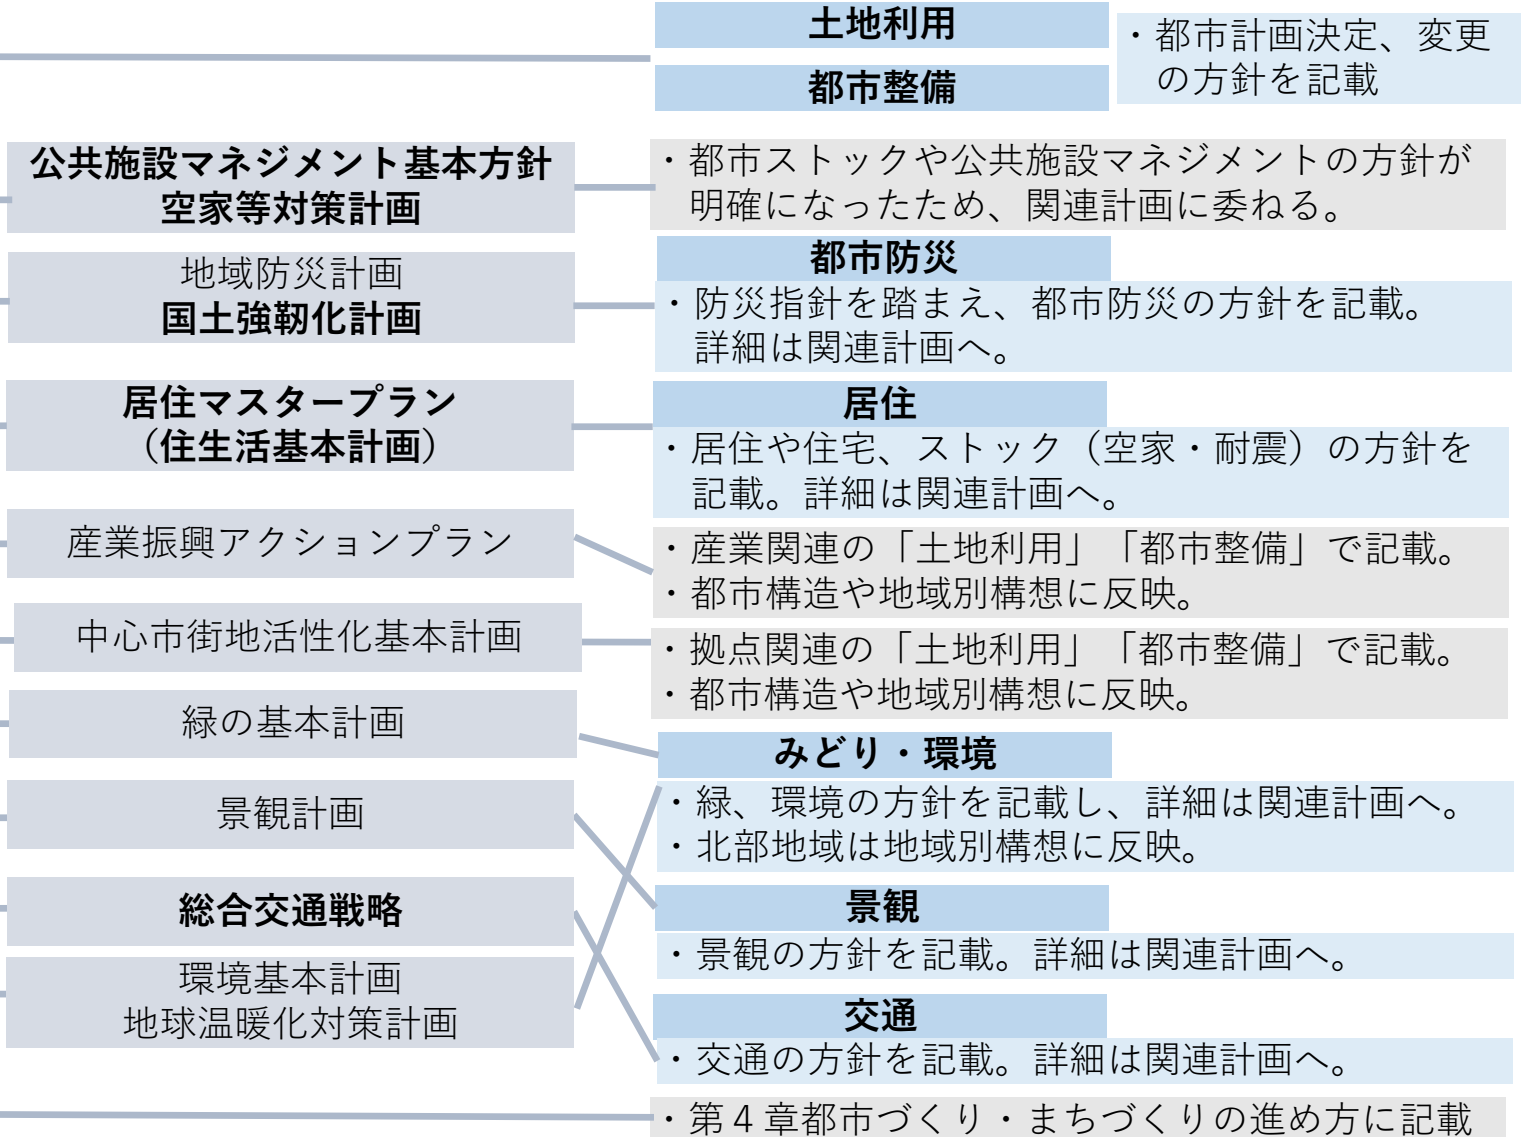 土地利用
都市整備
・都市計画決定、変更
の方針を記載
公共施設マネジメント基本方針
空家等対策計画
・都市ストックや公共施設マネジメントの方針が
明確になったため、関連計画に委ねる。
地域防災計画
国土強靭化計画
都市防災
・防災指針を踏まえ、都市防災の方針を記載。
詳細は関連計画へ。
居住マスタープラン
（住生活基本計画）
居住
・居住や住宅、ストック（空家・耐震）の方針を
記載。詳細は関連計画へ。
産業振興アクションプラン
・産業関連の「土地利用」「都市整備」で記載。
・都市構造や地域別構想に反映。
中心市街地活性化基本計画
・拠点関連の「土地利用」「都市整備」で記載。
・都市構造や地域別構想に反映。
緑の基本計画
みどり・環境
・緑、環境の方針を記載し、詳細は関連計画へ。
・北部地域は地域別構想に反映。
景観計画
景観
・景観の方針を記載。詳細は関連計画へ。
総合交通戦略
環境基本計画
地球温暖化対策計画
交通
・交通の方針を記載。詳細は関連計画へ。
・第４章都市づくり・まちづくりの進め方に記載